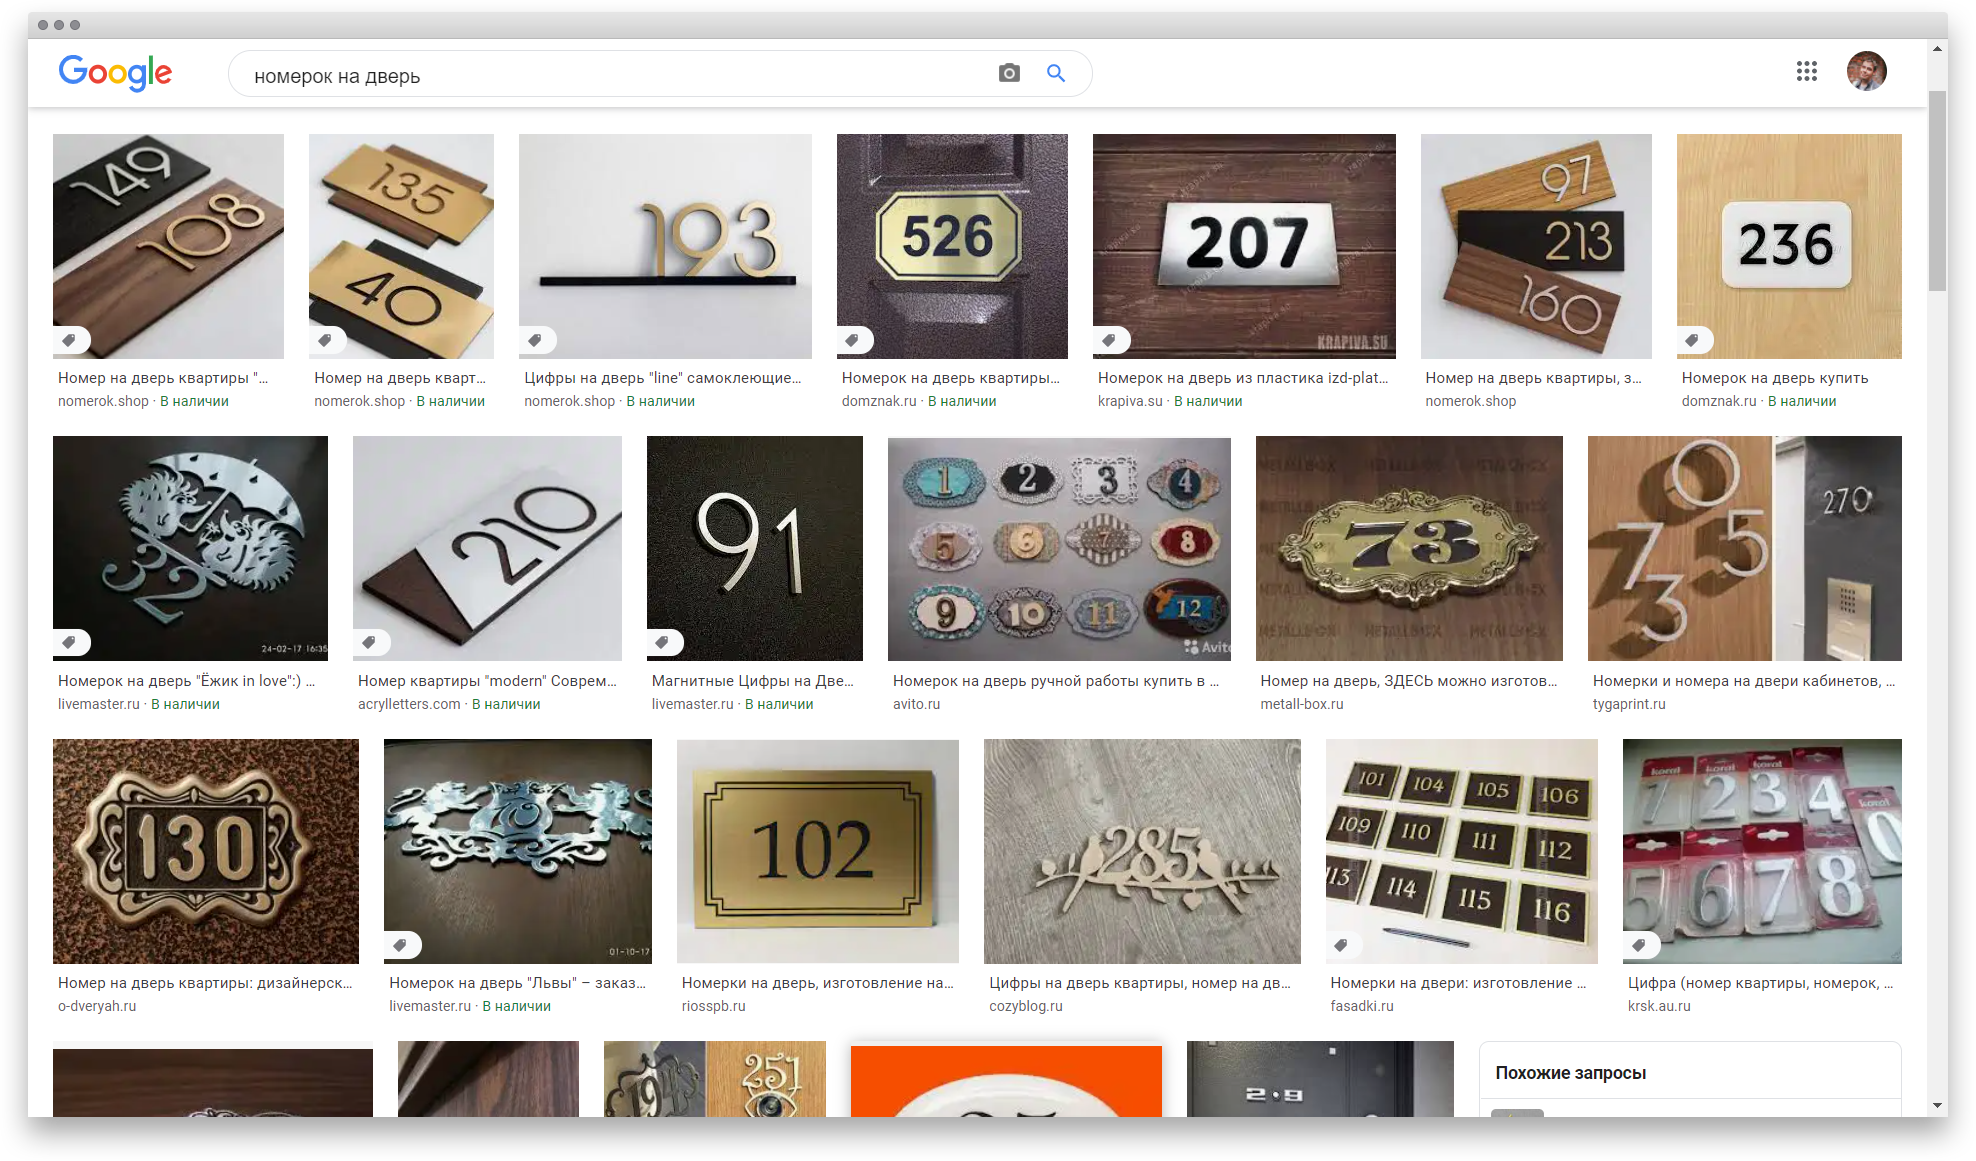 Google
номерок на дверь
149
108
135
40
193
526
207
KRAPIVA.SU
97
213
160
236
Номер на дверь квартиры "...
nomerok.shop · В наличии
Номер на дверь кварт...
nomerok.shop · В наличии
Цифры на дверь "line" самоклеющие...
nomerok.shop · В наличии
Номерок на дверь квартиры...
domznak.ru · В наличии
Номерок на дверь из пластика izd-plat...
krapiva.su · В наличии
Номер на дверь квартиры, з...
nomerok.shop
Номерок на дверь купить
domznak.ru · В наличии
32
24-02-17 16:35
210
91
1
2
3
4
5
6
7
8
9
10
11
12
Avito
73
METALLBOX
0
7
5
3
270
Номерок на дверь "Ёжик in love":) ...
livemaster.ru · В наличии
Номер квартиры "modern" Соврем...
acrylletters.com · В наличии
Магнитные Цифры на Две...
livemaster.ru · В наличии
Номерок на дверь ручной работы купить в ...
avito.ru
Номер на дверь, ЗДЕСЬ можно изготов...
metall-box.ru
Номерки и номера на двери кабинетов, ...
tygaprint.ru
130
01-10-17
102
285
101
104
105
106
109
110
111
112
113
114
115
116
koral
1
2
3
4
0
5
6
7
8
Номер на дверь квартиры: дизайнерск...
o-dveryah.ru
Номерок на дверь "Львы" – заказ...
livemaster.ru · В наличии
Номерки на дверь, изготовление на...
riosspb.ru
Цифры на дверь квартиры, номер на дв...
cozyblog.ru
Номерки на двери: изготовление ...
fasadki.ru
Цифра (номер квартиры, номерок, ...
krsk.au.ru
194
251
Похожие запросы